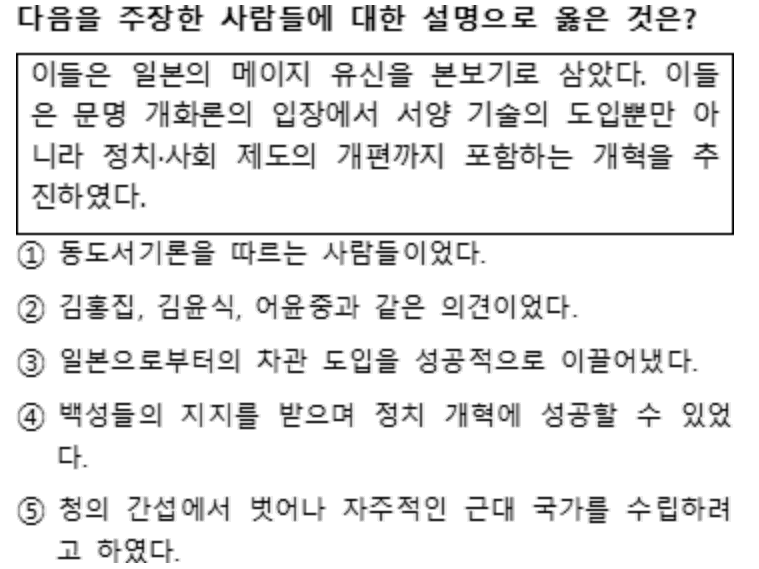 다음을 주장한 사람들에 대한 설명으로 옳은 것은?
이들은 일본의 메이지 유신을 본보기로 삼았다. 이들
은 문명 개화론의 입장에서 서양 기술의 도입뿐만 아
니라 정치·사회 제도의 개편까지 포함하는 개혁을 추
진하였다.
① 동도서기론을 따르는 사람들이었다.
② 김홍집, 김윤식, 어윤중과 같은 의견이었다.
③ 일본으로부터의 차관 도입을 성공적으로 이끌어냈다.
④ 백성들의 지지를 받으며 정치 개혁에 성공할 수 있었
다.
⑤ 청의 간섭에서 벗어나 자주적인 근대 국가를 수립하려
고 하였다.